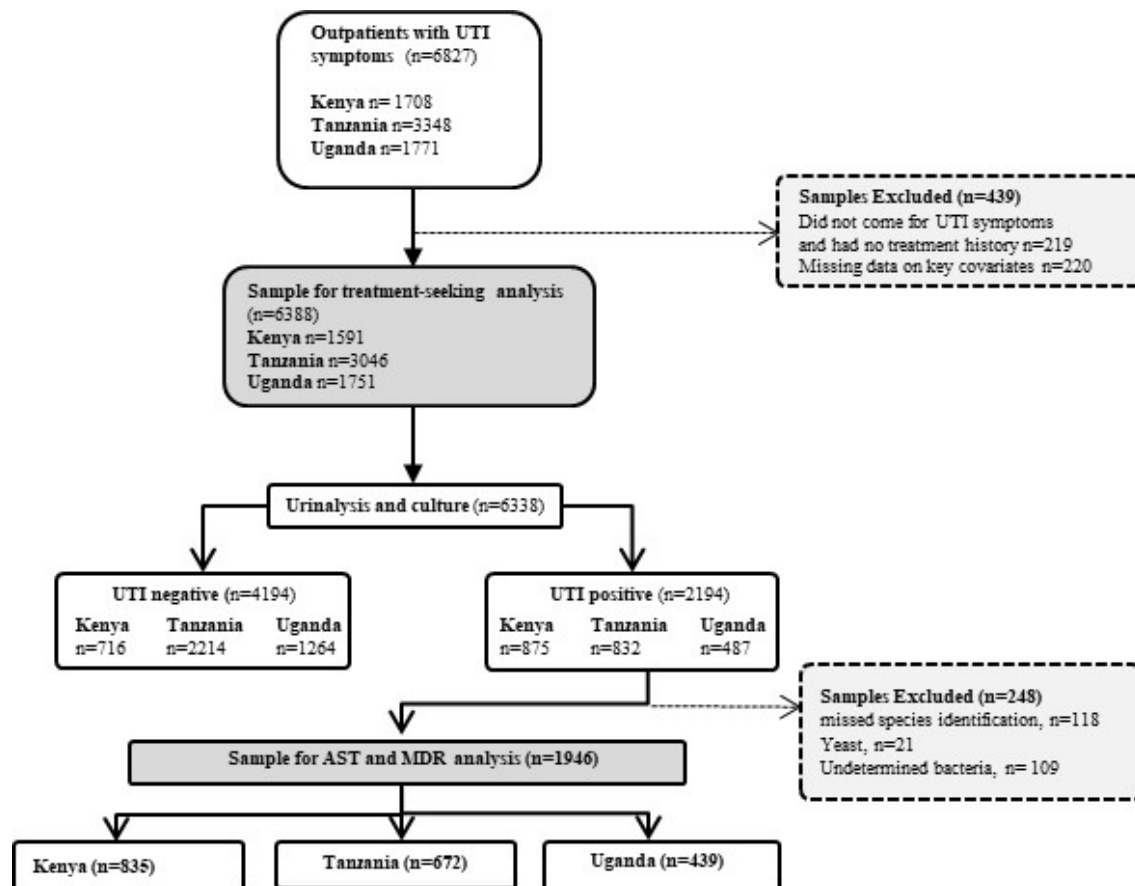 Outpatients with UTI
symptoms (n=6827)
Kenya n= 1708
Tanzania n=3348
Uganda n=1771
Samples Excluded (n=439)
Did not come for UTI symptoms
and had no treatment history n=219
Missing data on key covariates n=220
Sample for treatment-seeking analysis
(n=6388)
Kenya n=1591
Tanzania n=3046
Uganda n=1751
Urinalysis and culture (n=6338)
UTI negative (n=4194)
Kenya Tanzania Uganda
n=716 n=2214 n=1264
UTI positive (n=2194)
Kenya Tanzania Uganda
n=875 n=832 n=487
Samples Excluded (n=248)
missed species identification, n=118
Yeast, n=21
Undetermined bacteria, n= 109
Sample for AST and MDR analysis (n=1946)
Kenya (n=835)
Tanzania (n=672)
Uganda (n=439)